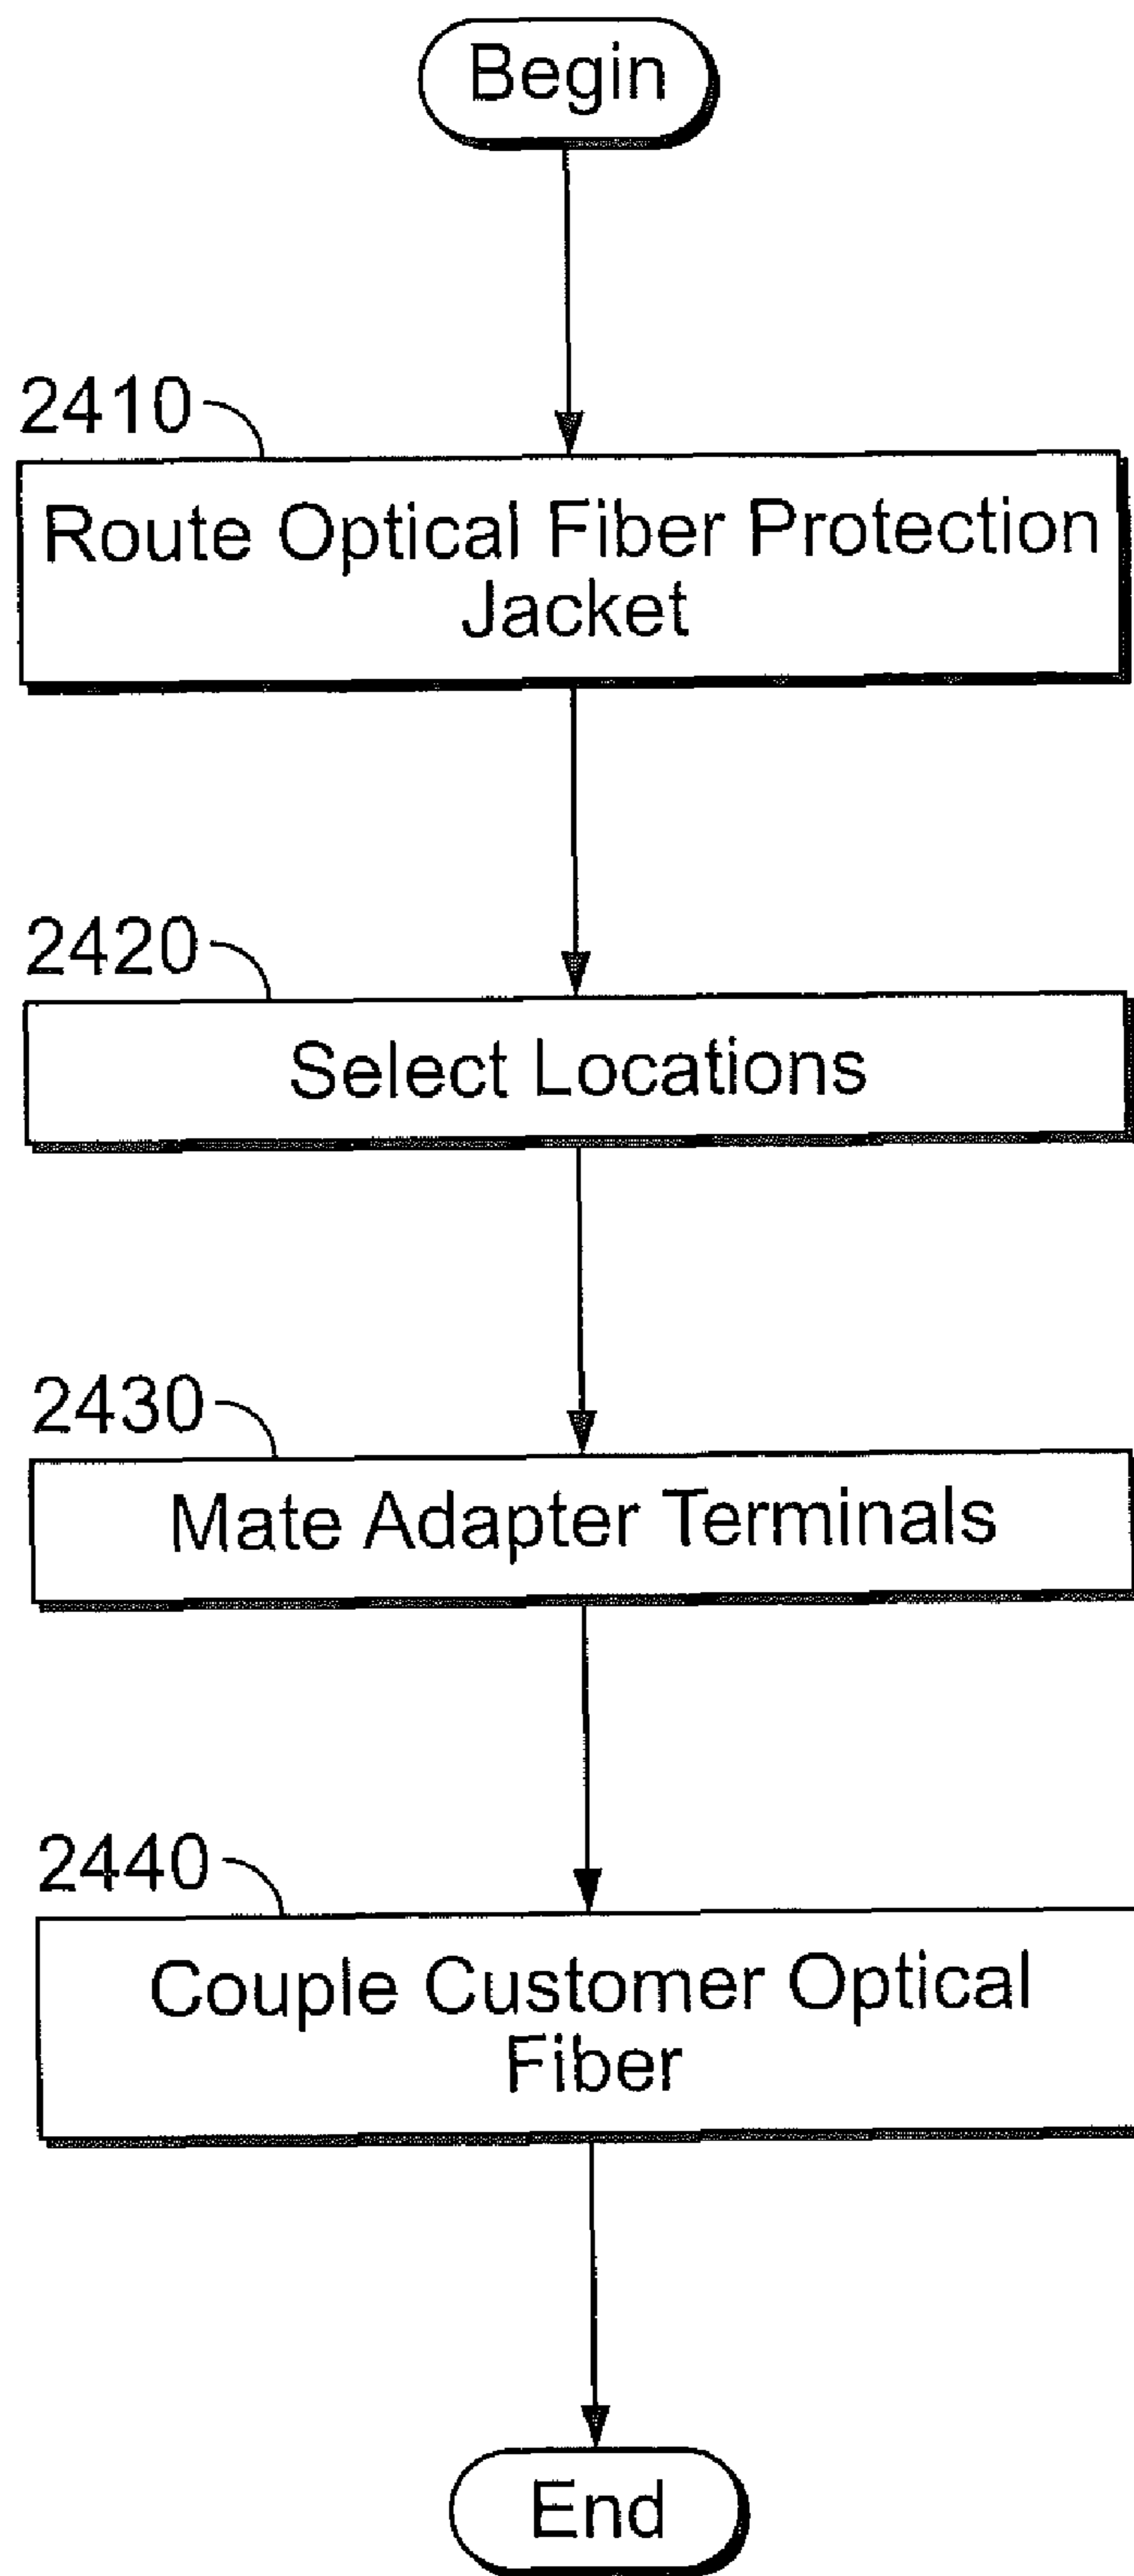 Begin
2410
Route Optical Fiber Protection
Jacket
2420
Select Locations
2430
Mate Adapter Terminals
2440
Couple Customer Optical
Fiber
End